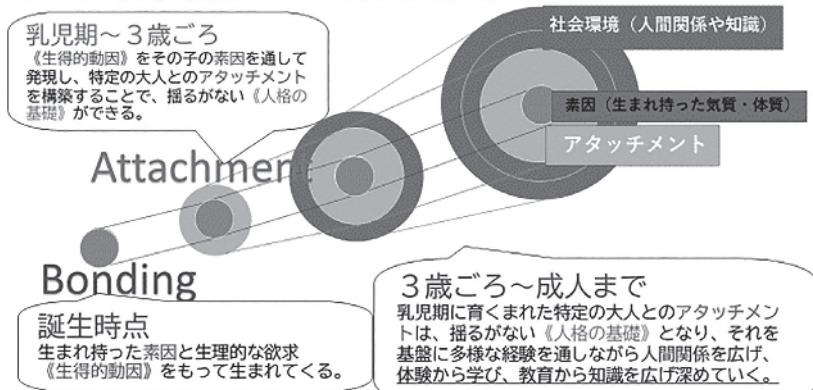 乳児期～３歳ごろ
《生得的動因》をその子の素因を通して
発現し、特定の大人とのアタッチメント
を構築することで、揺るがない《人格の
基礎》ができる。
社会環境（人間関係や知識）
素因（生まれ持った気質・体質）
アタッチメント
Attachment
Bonding
誕生時点
生まれ持った素因と生理的な欲求
《生得的動因》をもって生まれてくる。
３歳ごろ～成人まで
乳児期に育くまれた特定の大人とのアタッチメン
トは、揺るがない《人格の基礎》となり、それを
基盤に多様な経験を通しながら人間関係を広げ、
体験から学び、教育から知識を広げ深めていく。